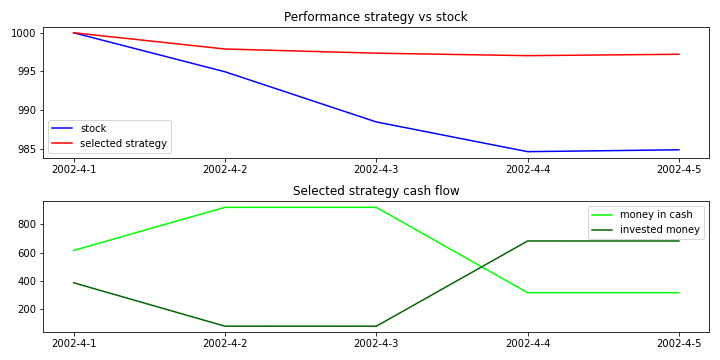 Performance strategy vs stock
1000
995
990
985
stock
selected strategy
2002-4-1 2002-4-2 2002-4-3 2002-4-4 2002-4-5
Selected strategy cash flow
800
600
400
200
money in cash
invested money
2002-4-1 2002-4-2 2002-4-3 2002-4-4 2002-4-5